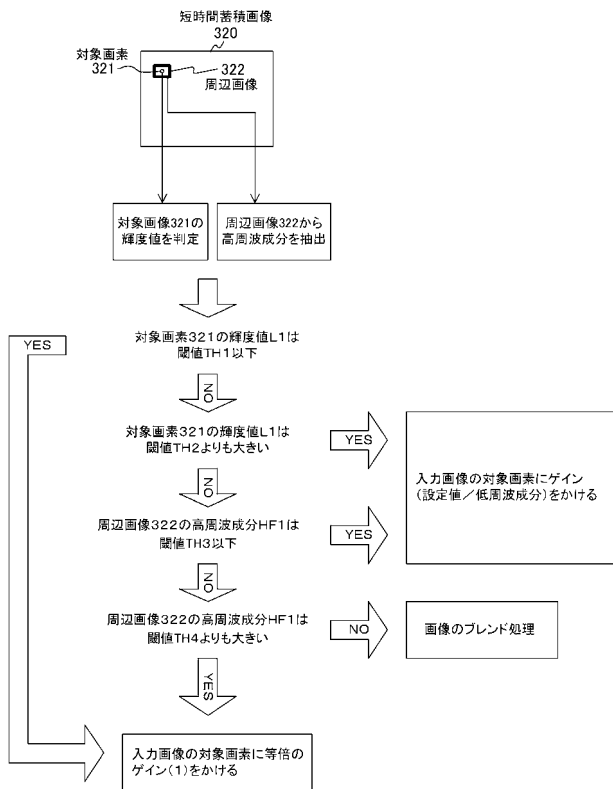 短時間蓄積画像
320
対象画素
321
322
周辺画像
対象画像321の
輝度値を判定
周辺画像322から
高周波成分を抽出
対象画素321の輝度値L1は
閾値TH1以下
YES
NO
対象画素321の輝度値L1は
閾値TH2よりも大きい
YES
入力画像の対象画素にゲイン
(設定値/低周波成分)をかける
NO
周辺画像322の高周波成分HF1は
閾値TH3以下
YES
NO
周辺画像322の高周波成分HF1は
閾値TH4よりも大きい
NO
画像のブレンド処理
YES
入力画像の対象画素に等倍の
ゲイン(1)をかける